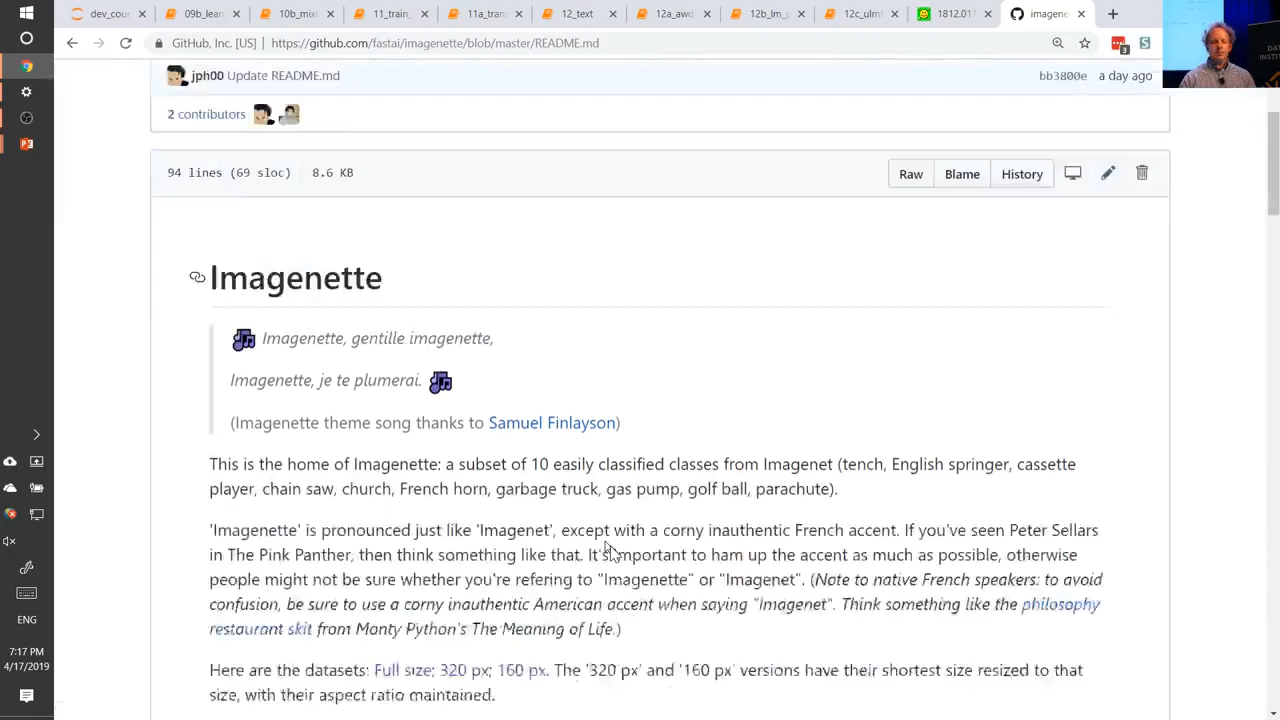 dev_cou
09b_learn
10b_mixu
11_train_
11a_trans
12_text
12a_awd
12b_lm_p
12c_ulmf
1812.011
imagene
GitHub, Inc. [US] | https://github.com/fastai/imagenette/blob/master/README.md
3
jph00 Update README.md
bb3800e a day ago
2 contributors
94 lines (69 sloc) 8.6 KB
Raw Blame History
Imagenette
Imagenette, gentille imagenette,
Imagenette, je te plumerai.
(Imagenette theme song thanks to Samuel Finlayson)
This is the home of Imagenette: a subset of 10 easily classified classes from Imagenet (tench, English springer, cassette
player, chain saw, church, French horn, garbage truck, gas pump, golf ball, parachute).
'Imagenette' is pronounced just like 'Imagenet', except with a corny inauthentic French accent. If you've seen Peter Sellars
in The Pink Panther, then think something like that. It's important to ham up the accent as much as possible, otherwise
people might not be sure whether you're refering to "Imagenette" or "Imagenet". (Note to native French speakers: to avoid
confusion, be sure to use a corny inauthentic American accent when saying "Imagenet". Think something like the philosophy
restaurant skit from Monty Python's The Meaning of Life.)
Here are the datasets: Full size; 320 px; 160 px. The '320 px' and '160 px' versions have their shortest size resized to that
size, with their aspect ratio maintained.
ENG
7:17 PM
4/17/2019